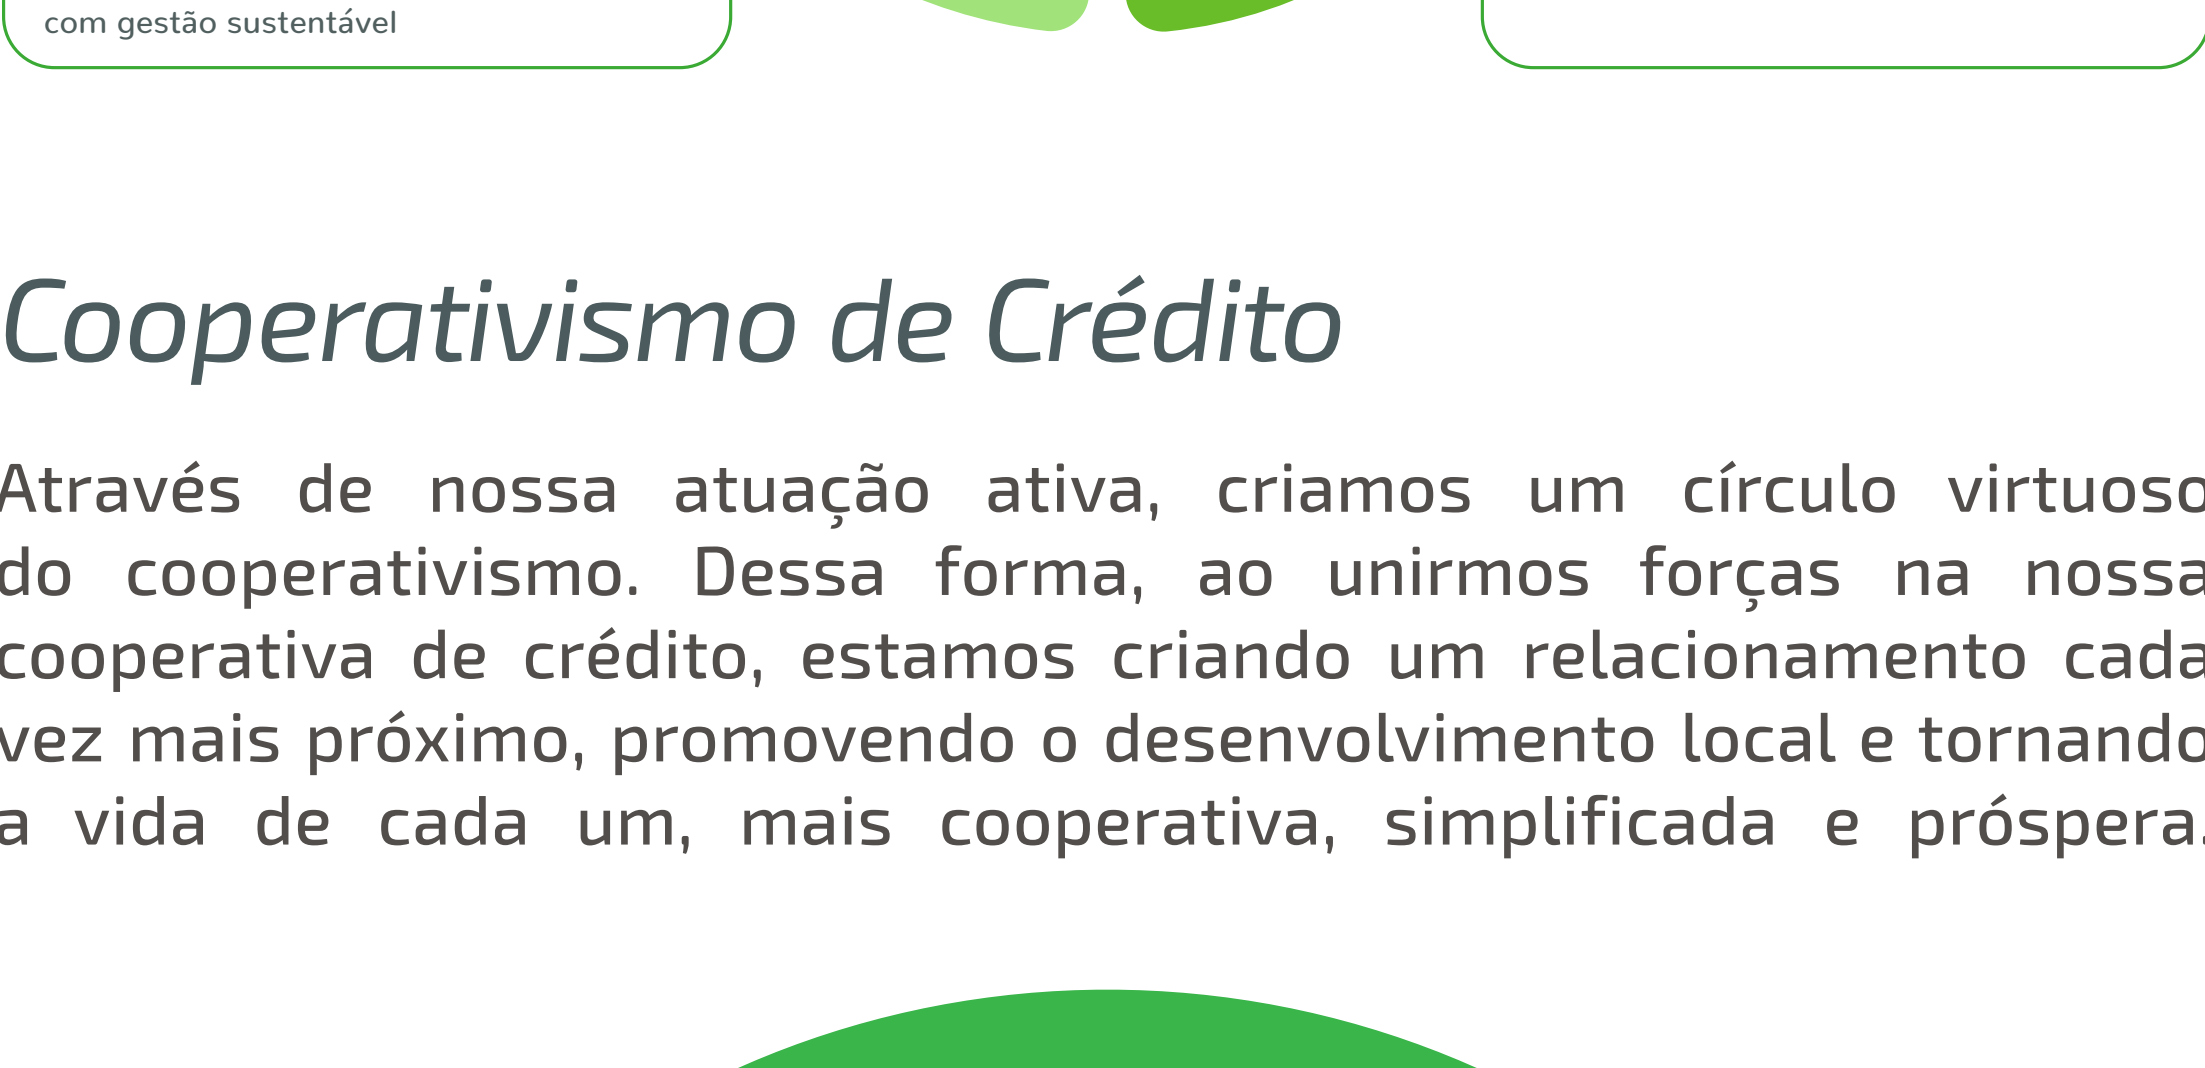 com gestão sustentável
Cooperativismo de Crédito
Através de nossa atuação ativa, criamos um círculo virtuoso
do cooperativismo. Dessa forma, ao unirmos forças na nossa
cooperativa de crédito, estamos criando um relacionamento cada
vez mais próximo, promovendo o desenvolvimento local e tornando
a vida de cada um, mais cooperativa, simplificada e próspera.